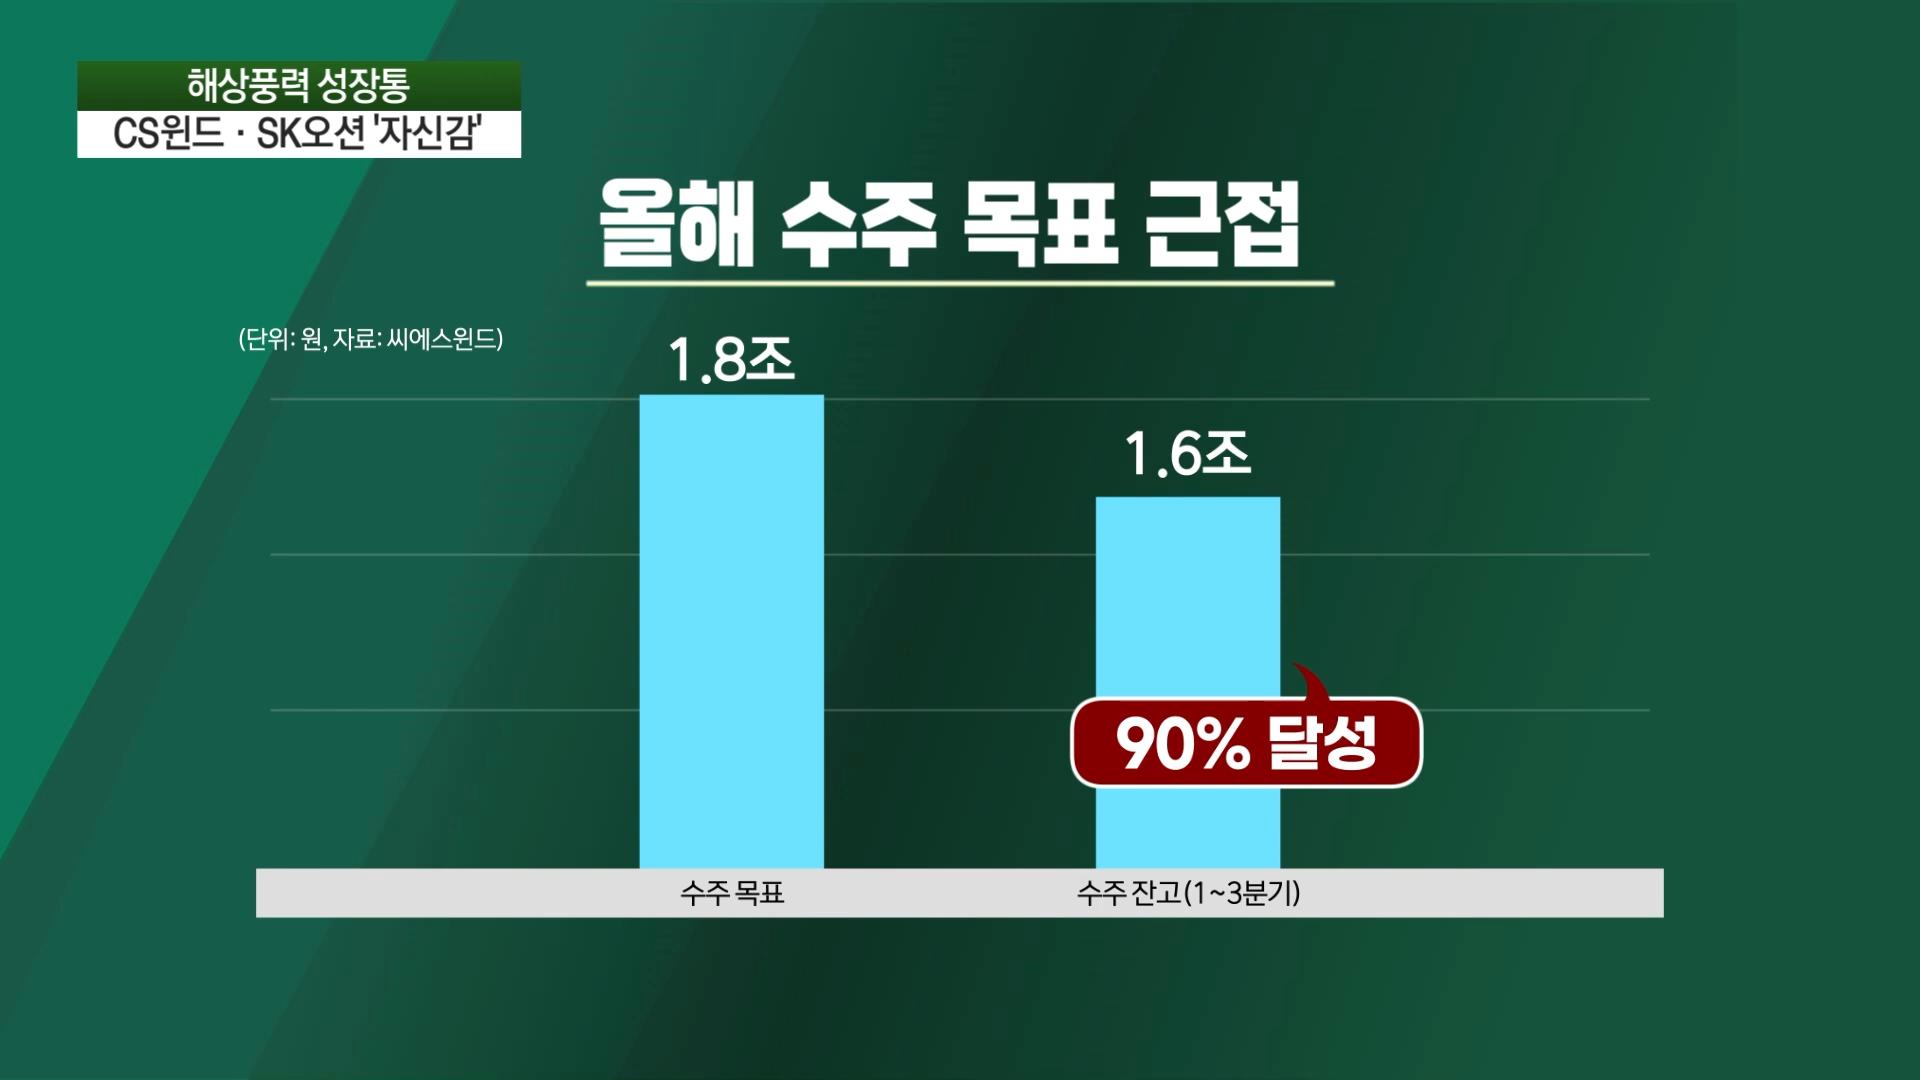 해상풍력 성장통
CS윈드 · SK오션 '자신감'
올해 수주 목표 근접
(단위: 원, 자료: 씨에스윈드)
1.8조
1.6조
90% 달성
수주 목표
수주 잔고(1~3분기)